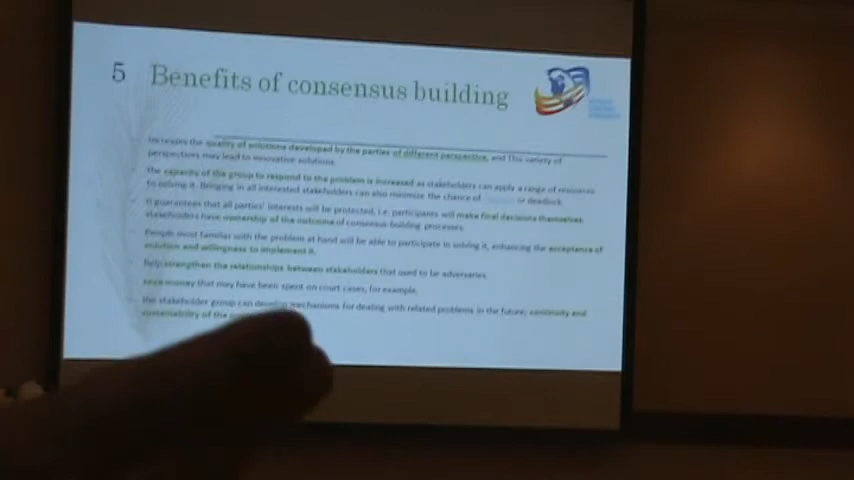 5 Benefits of consensus building
Increases the quality of solutions developed by the parties of different perspective, and This variety of
perspectives may lead to innovative solutions
the capacity of the group to respond to the problem is increased as stakeholders can apply a range of resources
to solving it. Bringing in all interested stakeholders can also minimize the chance of or deadlock.
It guarantees that all parties' interests will be protected, i.e. participants will make final decisions themselves.
stakeholders have ownership of the outcome of consensus-building processes.
People most familiar with the problem at hand will be able to participate in solving it, enhancing the acceptance of
solution and willingness to implement it.
help strengthen the relationships between stakeholders that used to be adversaries.
save money that may have been spent on court cases, for example.
the stakeholder group can develop mechanisms for dealing with related problems in the future; continuity and
sustainability of the